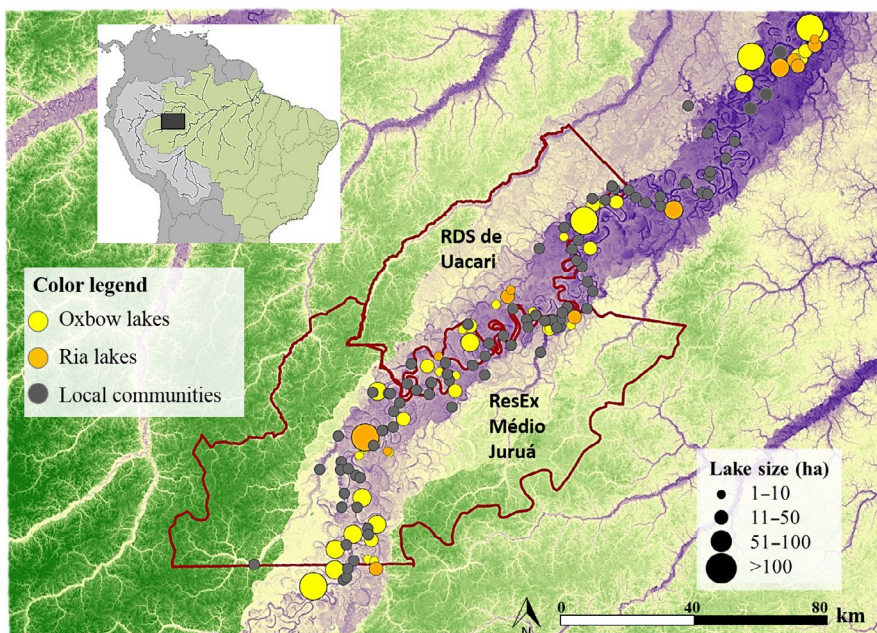 RDS de
Uacari
Color legend
Oxbow lakes
Ria lakes
Local communities
ResEx
Médio
Juruá
Lake size (ha)
1–10
11–50
51–100
>100
N
0 40 80
km